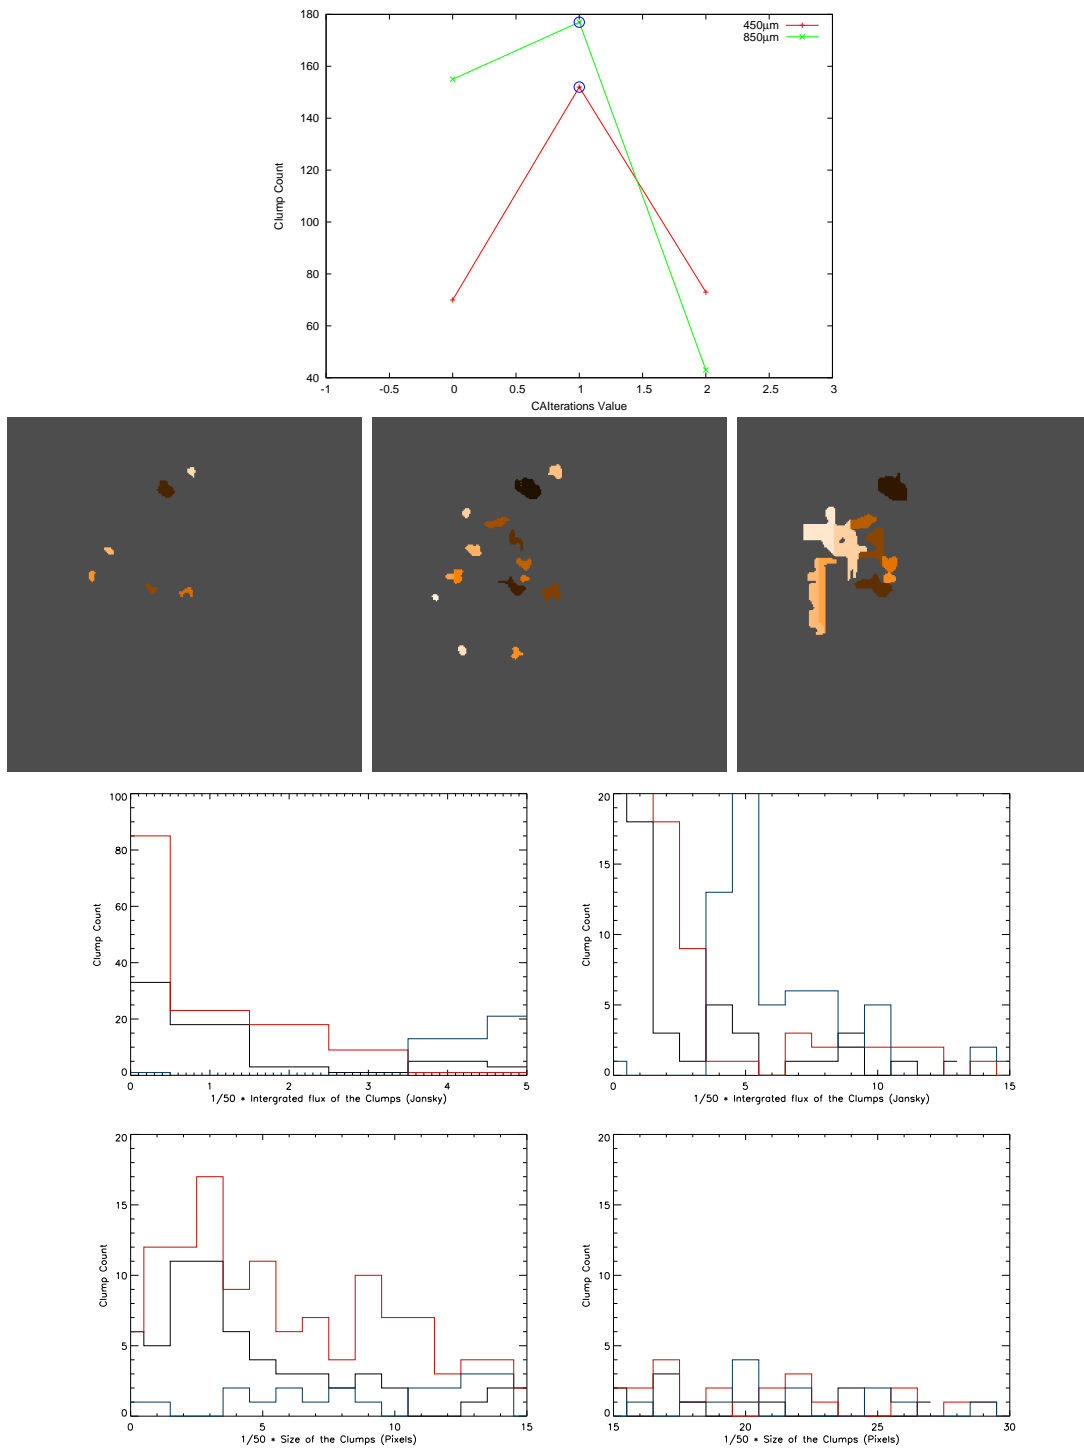 180
160
140
120
100
80
60
40
Clump Count
450μm
850μm
-1 -0.5 0 0.5 1 1.5 2 2.5 3
CAIterations Value
100
80
60
40
20
0
Clump Count
0 1 2 3 4 5
1/50 * Intergrated flux of the Clumps (Jansky)
20
15
10
5
0
Clump Count
0 5 10 15
1/50 * Intergrated flux of the Clumps (Jansky)
20
15
10
5
0
Clump Count
0 5 10 15
1/50 * Size of the Clumps (Pixels)
20
15
10
5
0
Clump Count
15 20 25 30
1/50 * Size of the Clumps (Pixels)